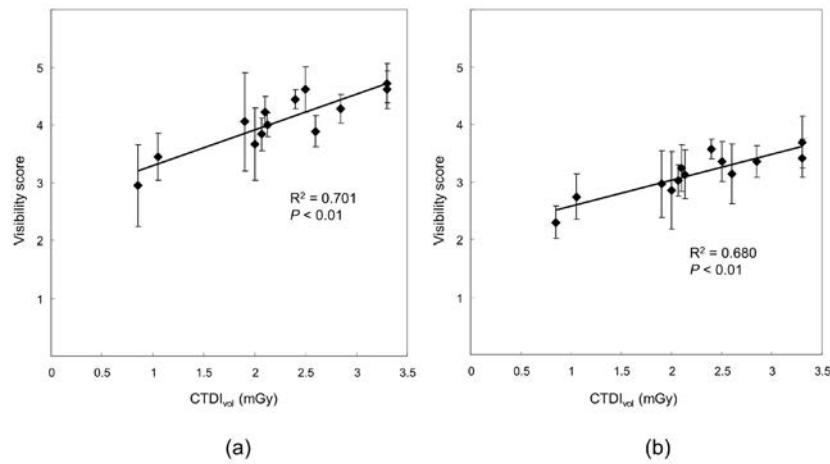 5
4
3
2
1
0
Visibility score
R² = 0.701
P < 0.01
0 0.5 1 1.5 2 2.5 3 3.5
CTDIvol (mGy)
(a)
5
4
3
2
1
0
Visibility score
R² = 0.680
P < 0.01
0 0.5 1 1.5 2 2.5 3 3.5
CTDIvol (mGy)
(b)